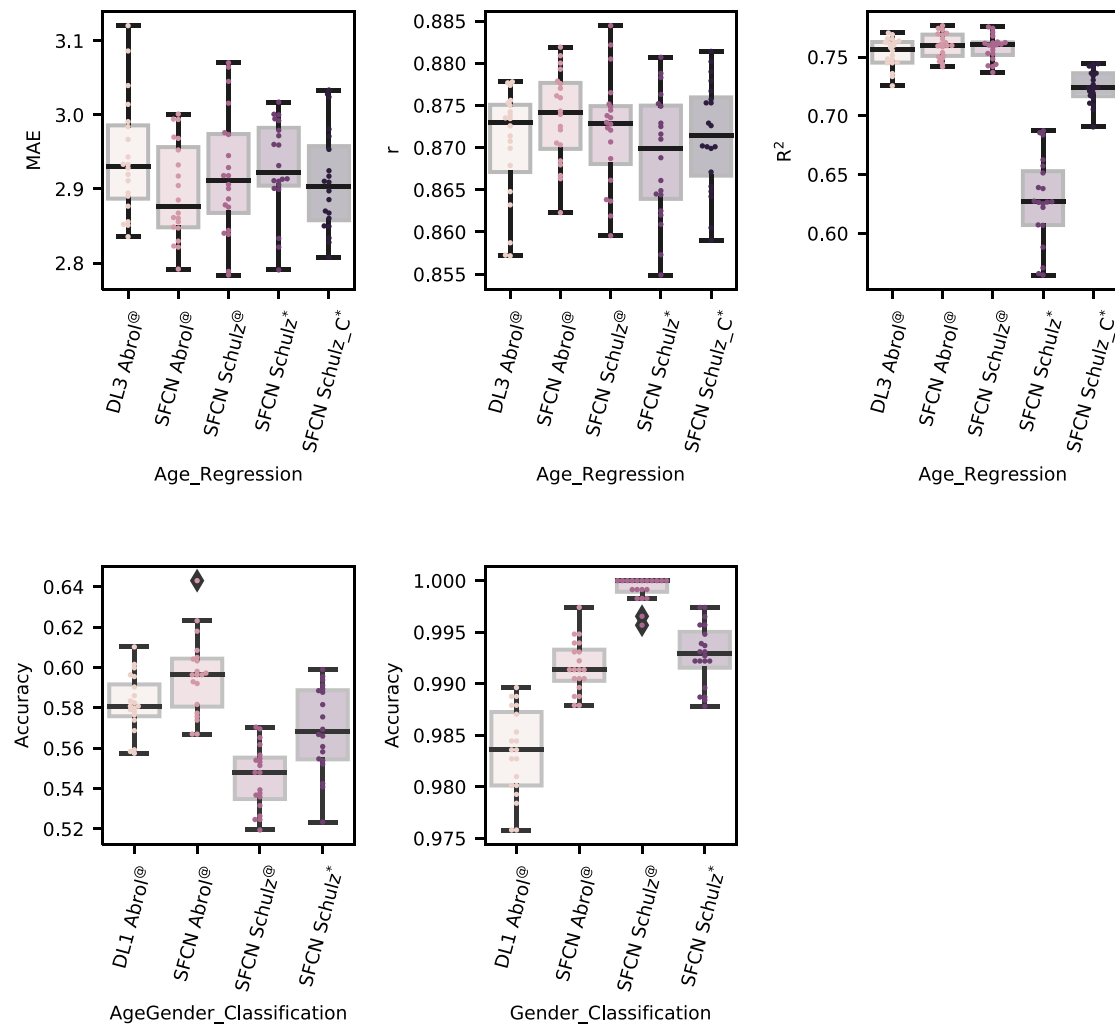 MAE
3.1
3.0
2.9
2.8
DL3 Abrol@
SFCN Abrol@
SFCN Schulz@
SFCN Schulz*
SFCN Schulz_C*
Age_Regression
r
0.885
0.880
0.875
0.870
0.865
0.860
0.855
DL3 Abrol@
SFCN Abrol@
SFCN Schulz@
SFCN Schulz*
SFCN Schulz_C*
Age_Regression
R²
0.75
0.70
0.65
0.60
DL3 Abrol@
SFCN Abrol@
SFCN Schulz@
SFCN Schulz*
SFCN Schulz_C*
Age_Regression
Accuracy
0.64
0.62
0.60
0.58
0.56
0.54
0.52
DL1 Abrol@
SFCN Abrol@
SFCN Schulz@
SFCN Schulz*
AgeGender_Classification
Accuracy
1.000
0.995
0.990
0.985
0.980
0.975
DL1 Abrol@
SFCN Abrol@
SFCN Schulz@
SFCN Schulz*
Gender_Classification